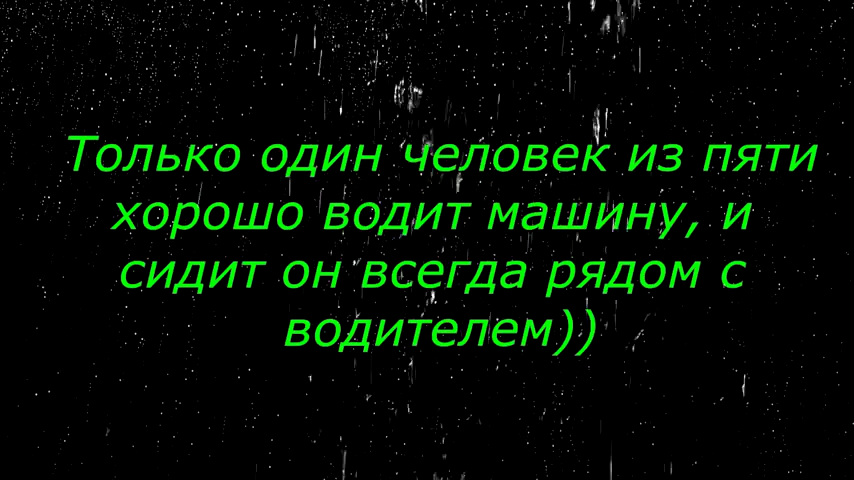 Только один человек из пяти
хорошо водит машину, и
сидит он всегда рядом с
водителем))